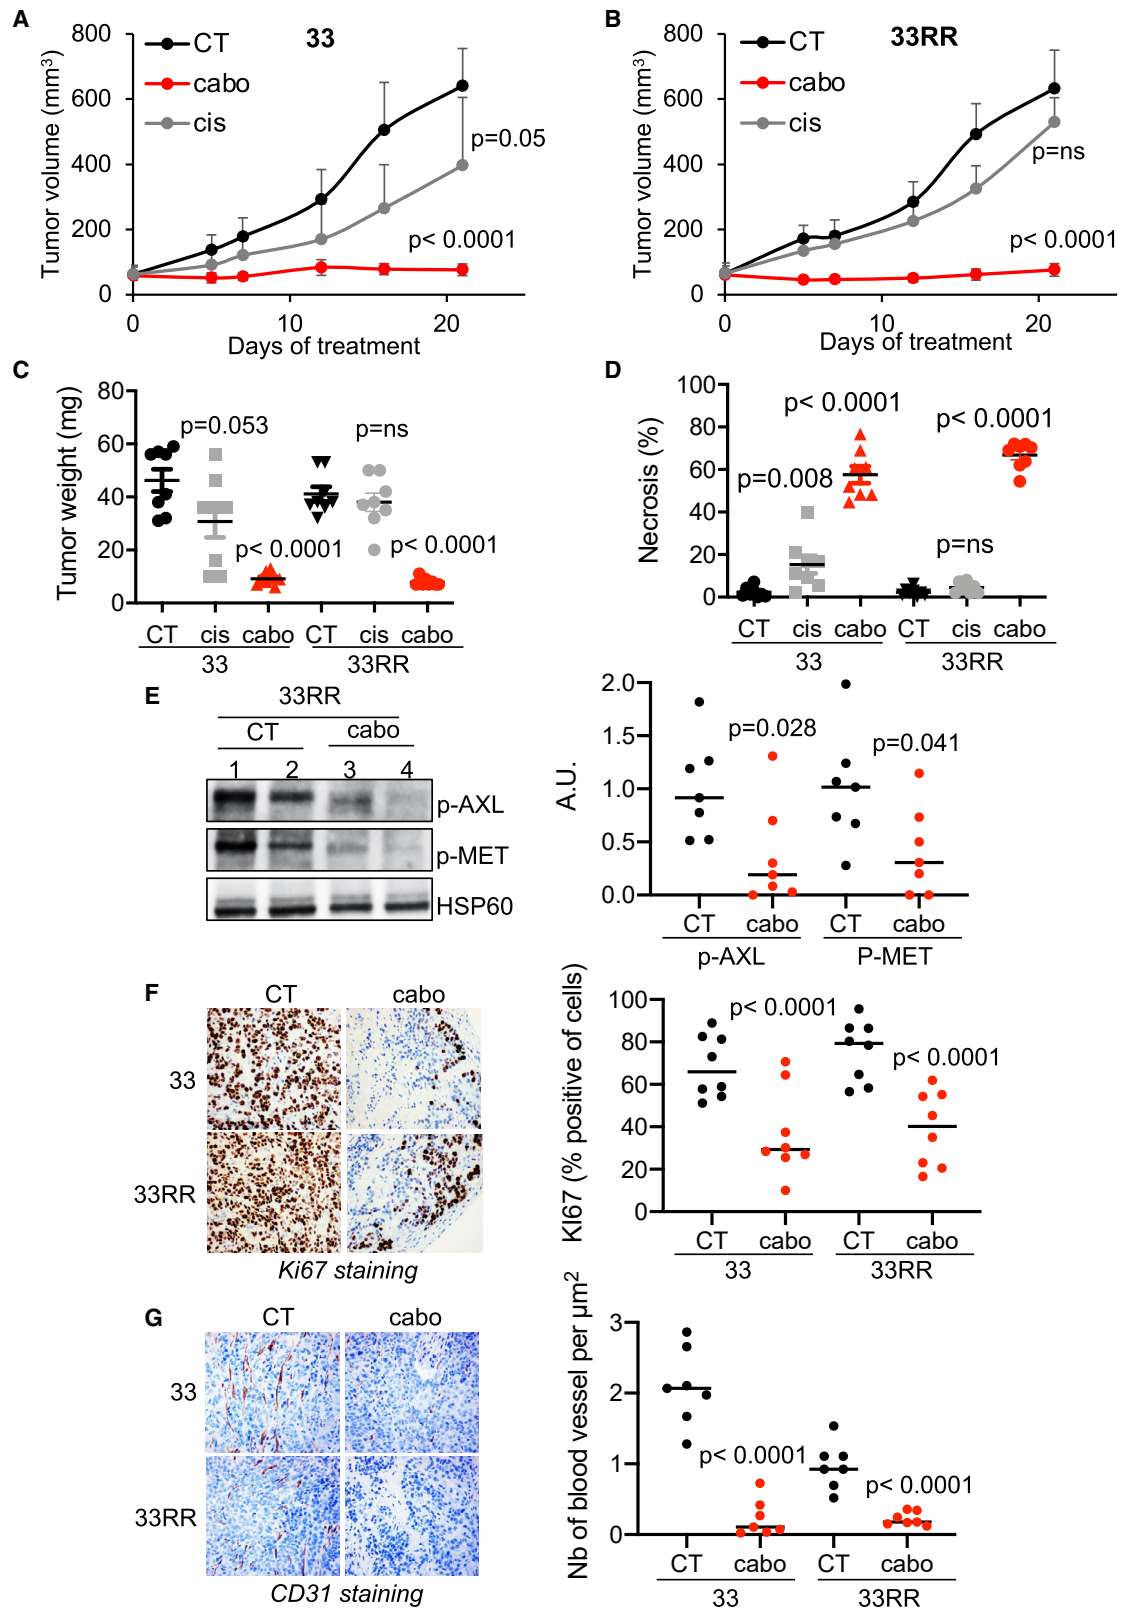 A
33
Tumor volume (mm³)
800
600
400
200
0
CT
cabo
cis
p=0.05
p< 0.0001
0
10
20
Days of treatment
B
33RR
Tumor volume (mm³)
800
600
400
200
0
CT
cabo
cis
p=ns
p< 0.0001
0
10
20
Days of treatment
C
Tumor weight (mg)
80
60
40
20
0
p=0.053
p< 0.0001
p=ns
p< 0.0001
CT cis cabo CT cis cabo
33 33RR
D
Necrosis (%)
100
80
60
40
20
0
p=0.008
p< 0.0001
p=ns
p< 0.0001
CT cis cabo CT cis cabo
33 33RR
E
33RR
CT cabo
1 2 3 4
p-AXL
p-MET
HSP60
A.U.
2.0
1.5
1.0
0.5
0.0
p=0.028
p=0.041
CT cabo CT cabo
p-AXL P-MET
F
CT cabo
33
33RR
Ki67 staining
KI67 (% positive of cells)
100
80
60
40
20
0
p< 0.0001
p< 0.0001
CT cabo CT cabo
33 33RR
G
CT cabo
33
33RR
CD31 staining
Nb of blood vessel per µm²
3
2
1
0
p< 0.0001
p< 0.0001
CT cabo CT cabo
33 33RR